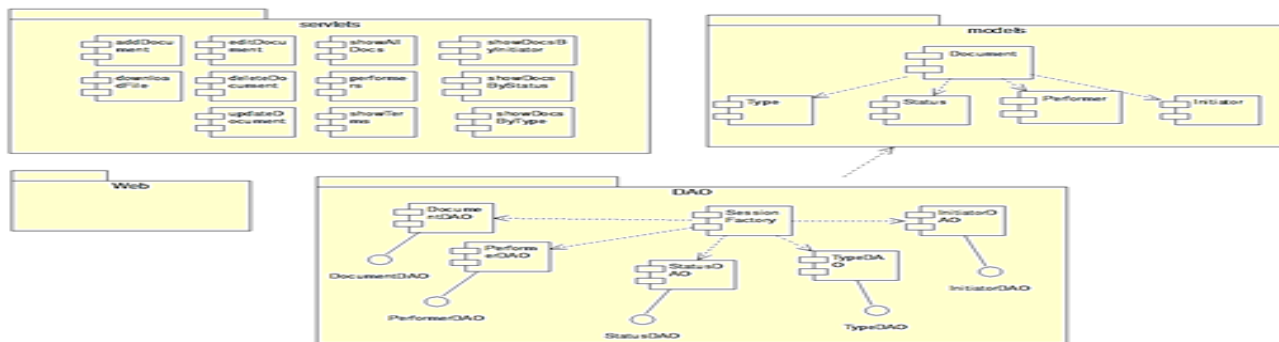 servlets
addDocu
ment
editDocu
ment
showAll
Docs
showDocsB
yInitiator
downloa
dFile
deleteDo
cument
performe
rs
showDocs
ByStatus
updateD
ocument
showTer
ms
showDocs
ByType
models
Document
Type
Status
Performer
Initiator
Web
DAO
Docume
ntDAO
Session
Factory
InitiatorD
AO
Perform
erDAO
StatusD
AO
TypeDA
O
DocumentDAO
InitiatorDAO
PerformerDAO
StatusDAO
TypeDAO